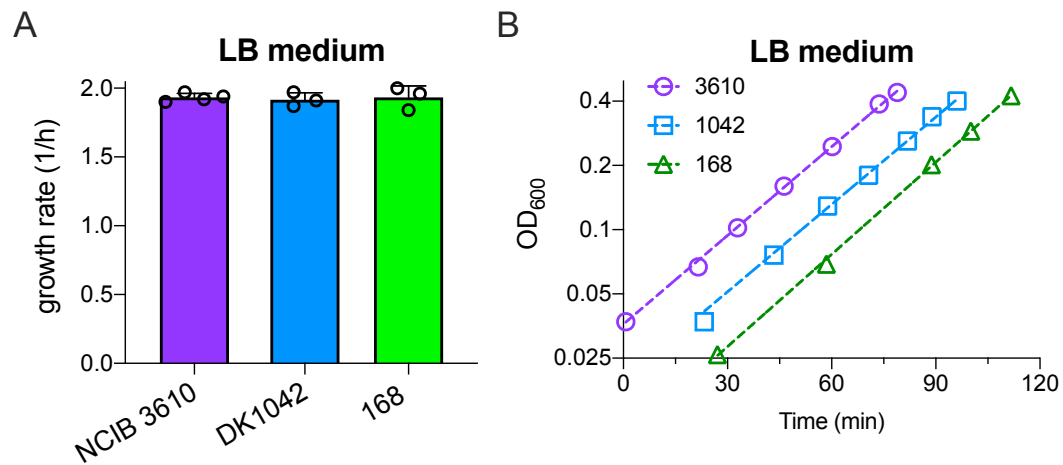 A
LB medium
growth rate (1/h)
2.0
1.5
1.0
0.5
0.0
NCIB 3610
DK1042
168
B
LB medium
3610
1042
168
OD600
0.4
0.2
0.1
0.05
0.025
0
30
60
90
120
Time (min)